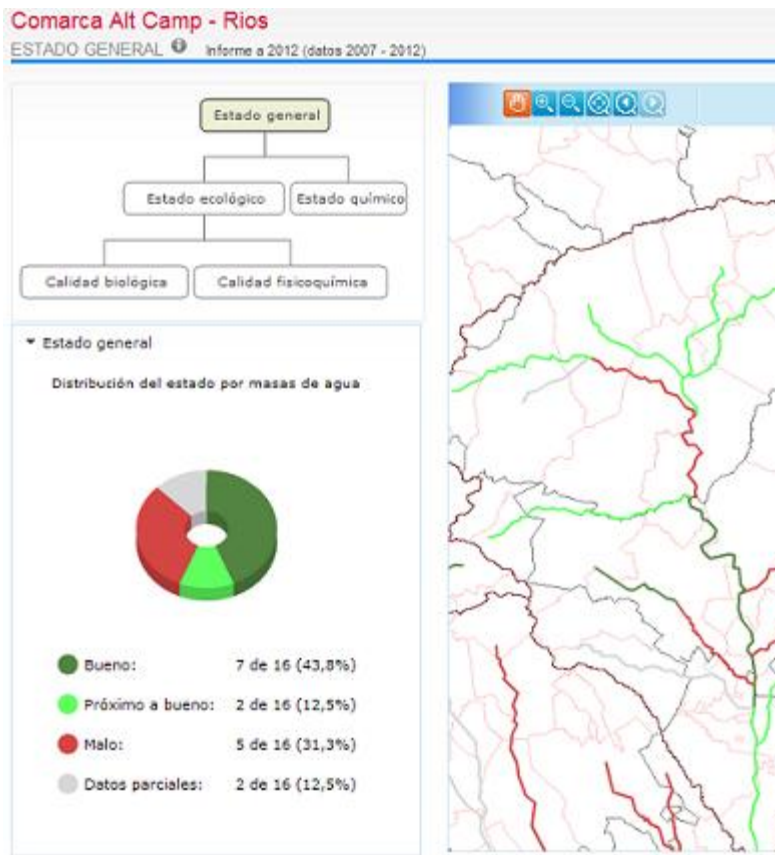 Comarca Alt Camp - Rios
ESTADO GENERAL Informe a 2012 (datos 2007 - 2012)
Estado general
Estado ecológico Estado químico
Calidad biológica Calidad fisicoquímica
Estado general
Distribución del estado por masas de agua
Bueno: 7 de 16 (43,8%)
Próximo a bueno: 2 de 16 (12,5%)
Malo: 5 de 16 (31,3%)
Datos parciales: 2 de 16 (12,5%)